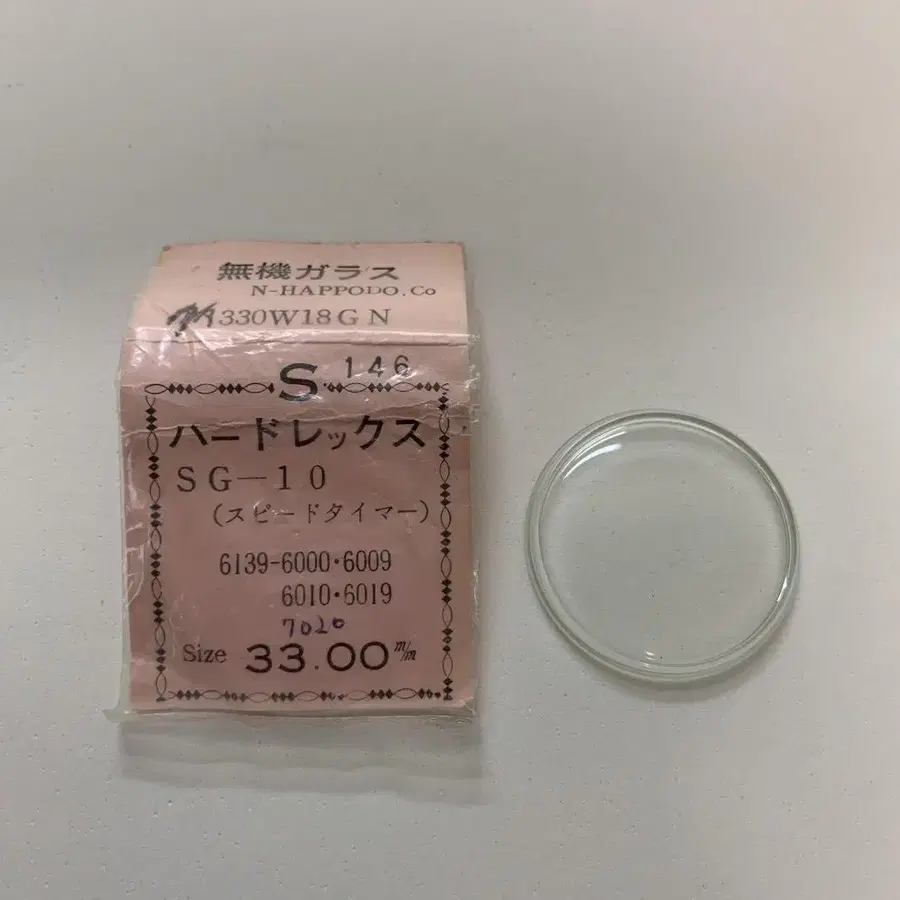 無機ガラス
N-HAPPODO.Co
330W18GN
S.146
ハードレックス
SG-10
(スピードタイマー)
6139-6000・6009
6010・6019
7020
Size 33.00 m/m